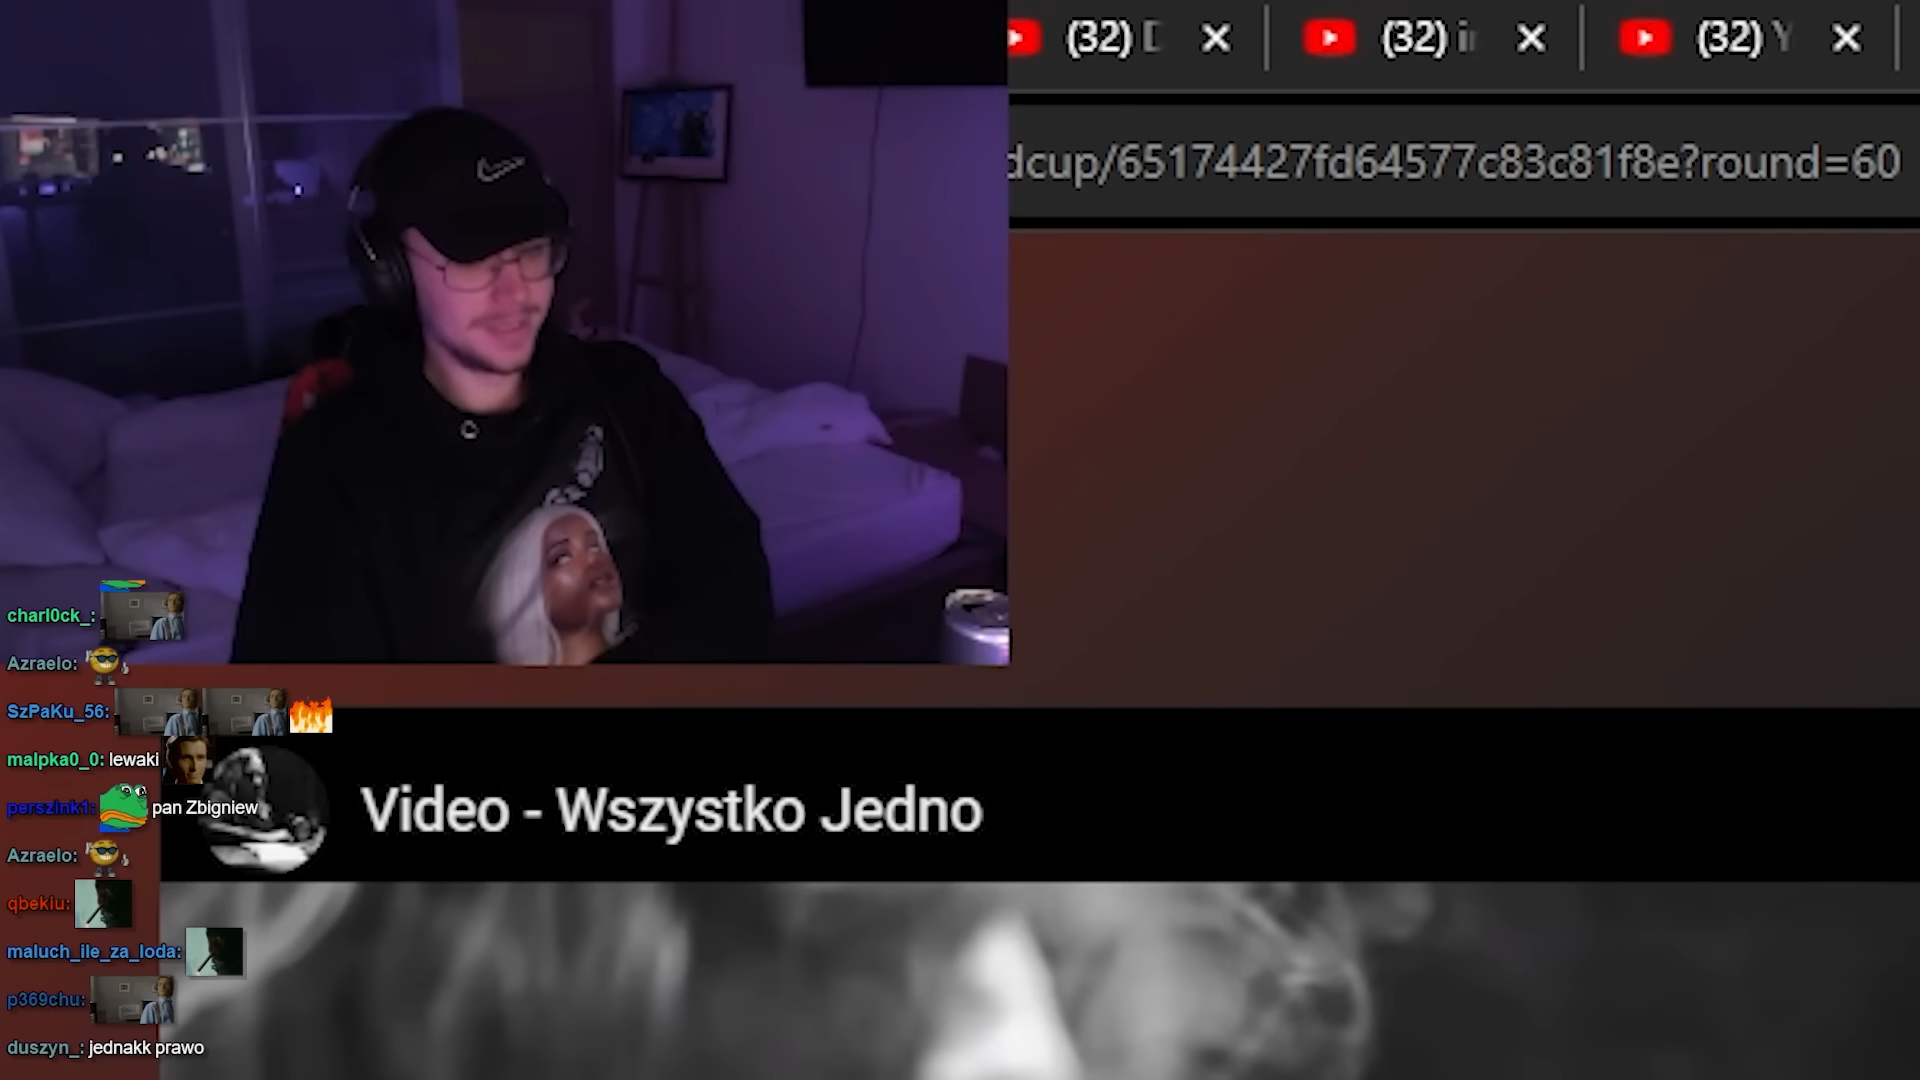 (32) D
(32) i
(32) Y
dcup/65174427fd64577c83c81f8e?round=60
charl0ck_:
Azraelo:
SzPaKu_56:
malpka0_0: lewaki
perszink1: pan Zbigniew
Video - Wszystko Jedno
Azraelo:
qbekiu:
maluch_ile_za_loda:
p369chu:
duszyn_: jednakk prawo